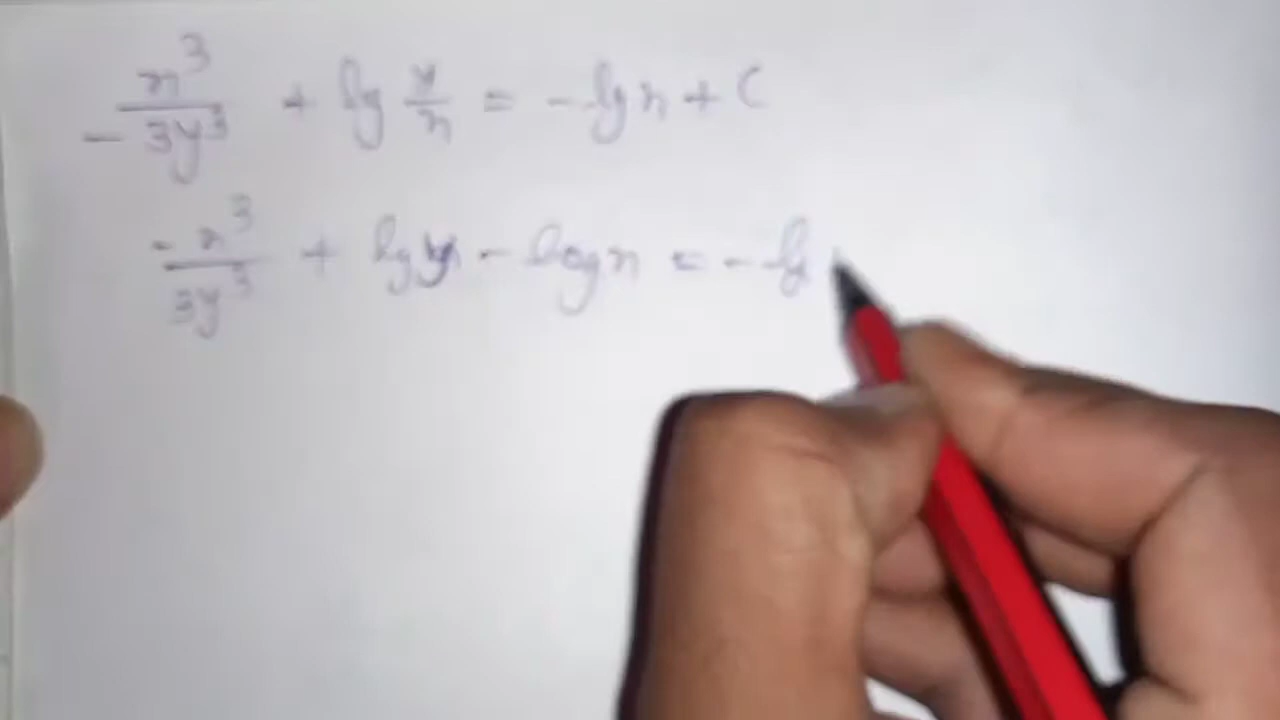 - x³/3y³ + log y/x = - log x + C
- x³/3y³ + log y - log x = - log